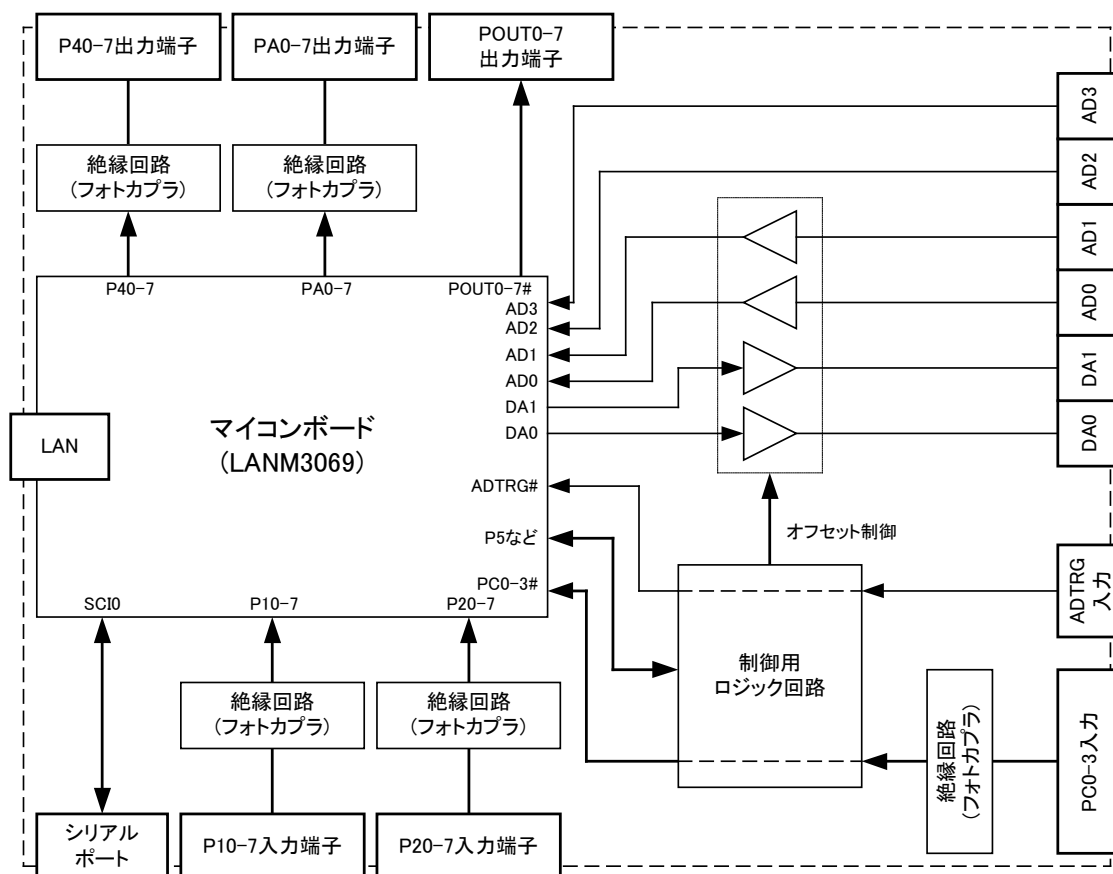 P40-7出力端子
PA0-7出力端子
POUT0-7
出力端子
絶縁回路
(フォトカプラ)
絶縁回路
(フォトカプラ)
AD3
AD2
AD1
AD0
DA1
DA0
P40-7
PA0-7
POUT0-7#
AD3
AD2
AD1
AD0
DA1
DA0
LAN
マイコンボード
(LANM3069)
ADTRG#
P5など
PC0-3#
SCI0
P10-7
P20-7
オフセット制御
ADTRG
入力
制御用
ロジック回路
絶縁回路
(フォトカプラ)
絶縁回路
(フォトカプラ)
絶縁回路
(フォトカプラ)
PC0-3入力
シリアル
ポート
P10-7入力端子
P20-7入力端子